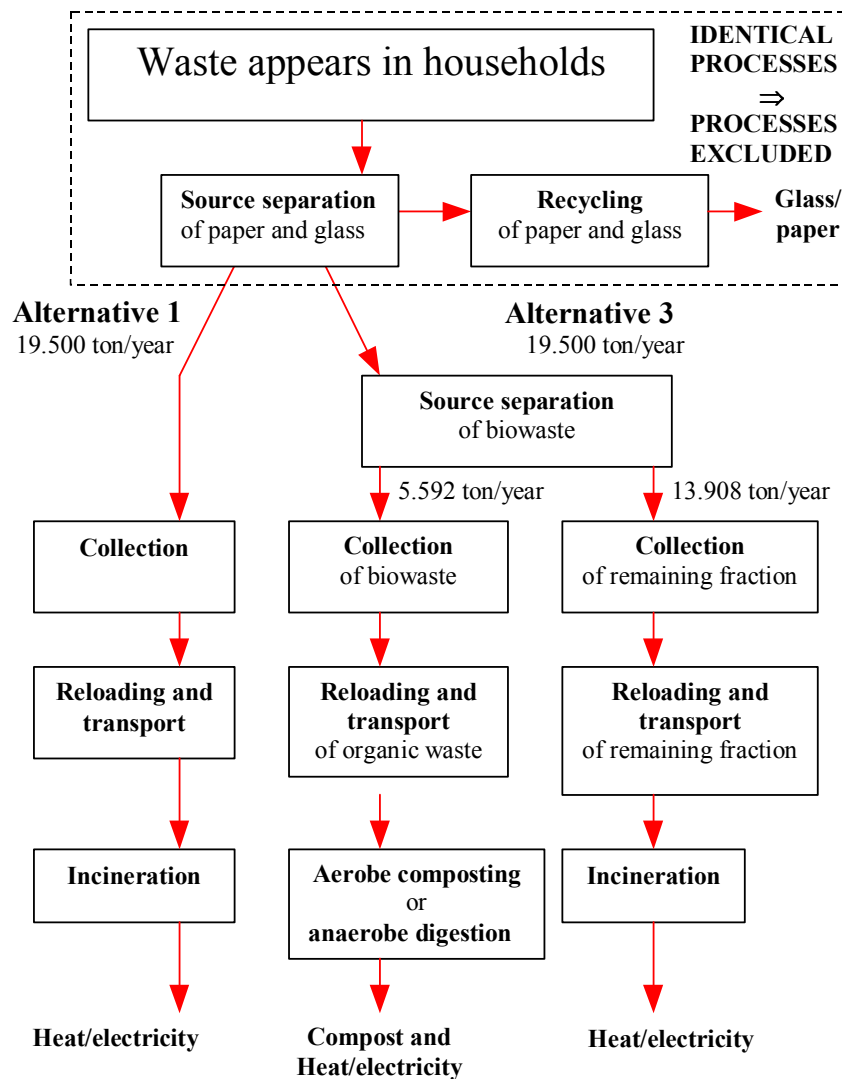 Waste appears in households
IDENTICAL
PROCESSES
⇒
PROCESSES
EXCLUDED
Source separation
of paper and glass
Recycling
of paper and glass
Glass/
paper
Alternative 1
19.500 ton/year
Alternative 3
19.500 ton/year
Source separation
of biowaste
5.592 ton/year
13.908 ton/year
Collection
Collection
of biowaste
Collection
of remaining fraction
Reloading and
transport
Reloading and
transport
of organic waste
Reloading and
transport
of remaining fraction
Incineration
Aerobe composting
or
anaerobe digestion
Incineration
Heat/electricity
Compost and
Heat/electricity
Heat/electricity